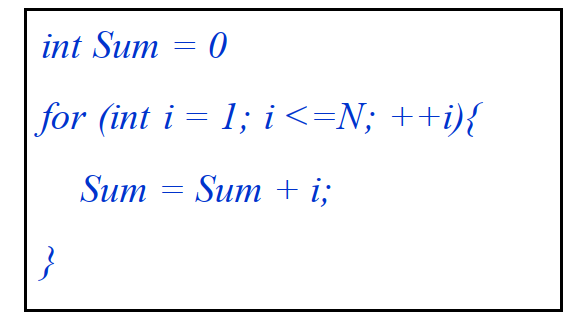 int Sum = 0
for (int i = 1; i <=N; ++i){
Sum = Sum + i;
}